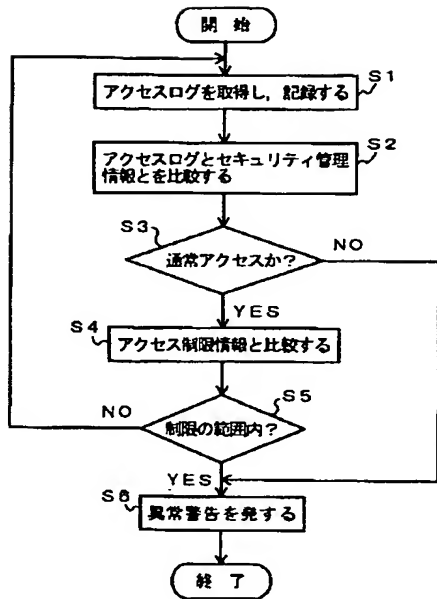 開 始
S1
アクセスログを取得し，記録する
S2
アクセスログとセキュリティ管理
情報とを比較する
S3
通常アクセスか？
NO
YES
S4
アクセス制限情報と比較する
S5
NO
制限の範囲内？
YES
S6
異常警告を発する
終 了